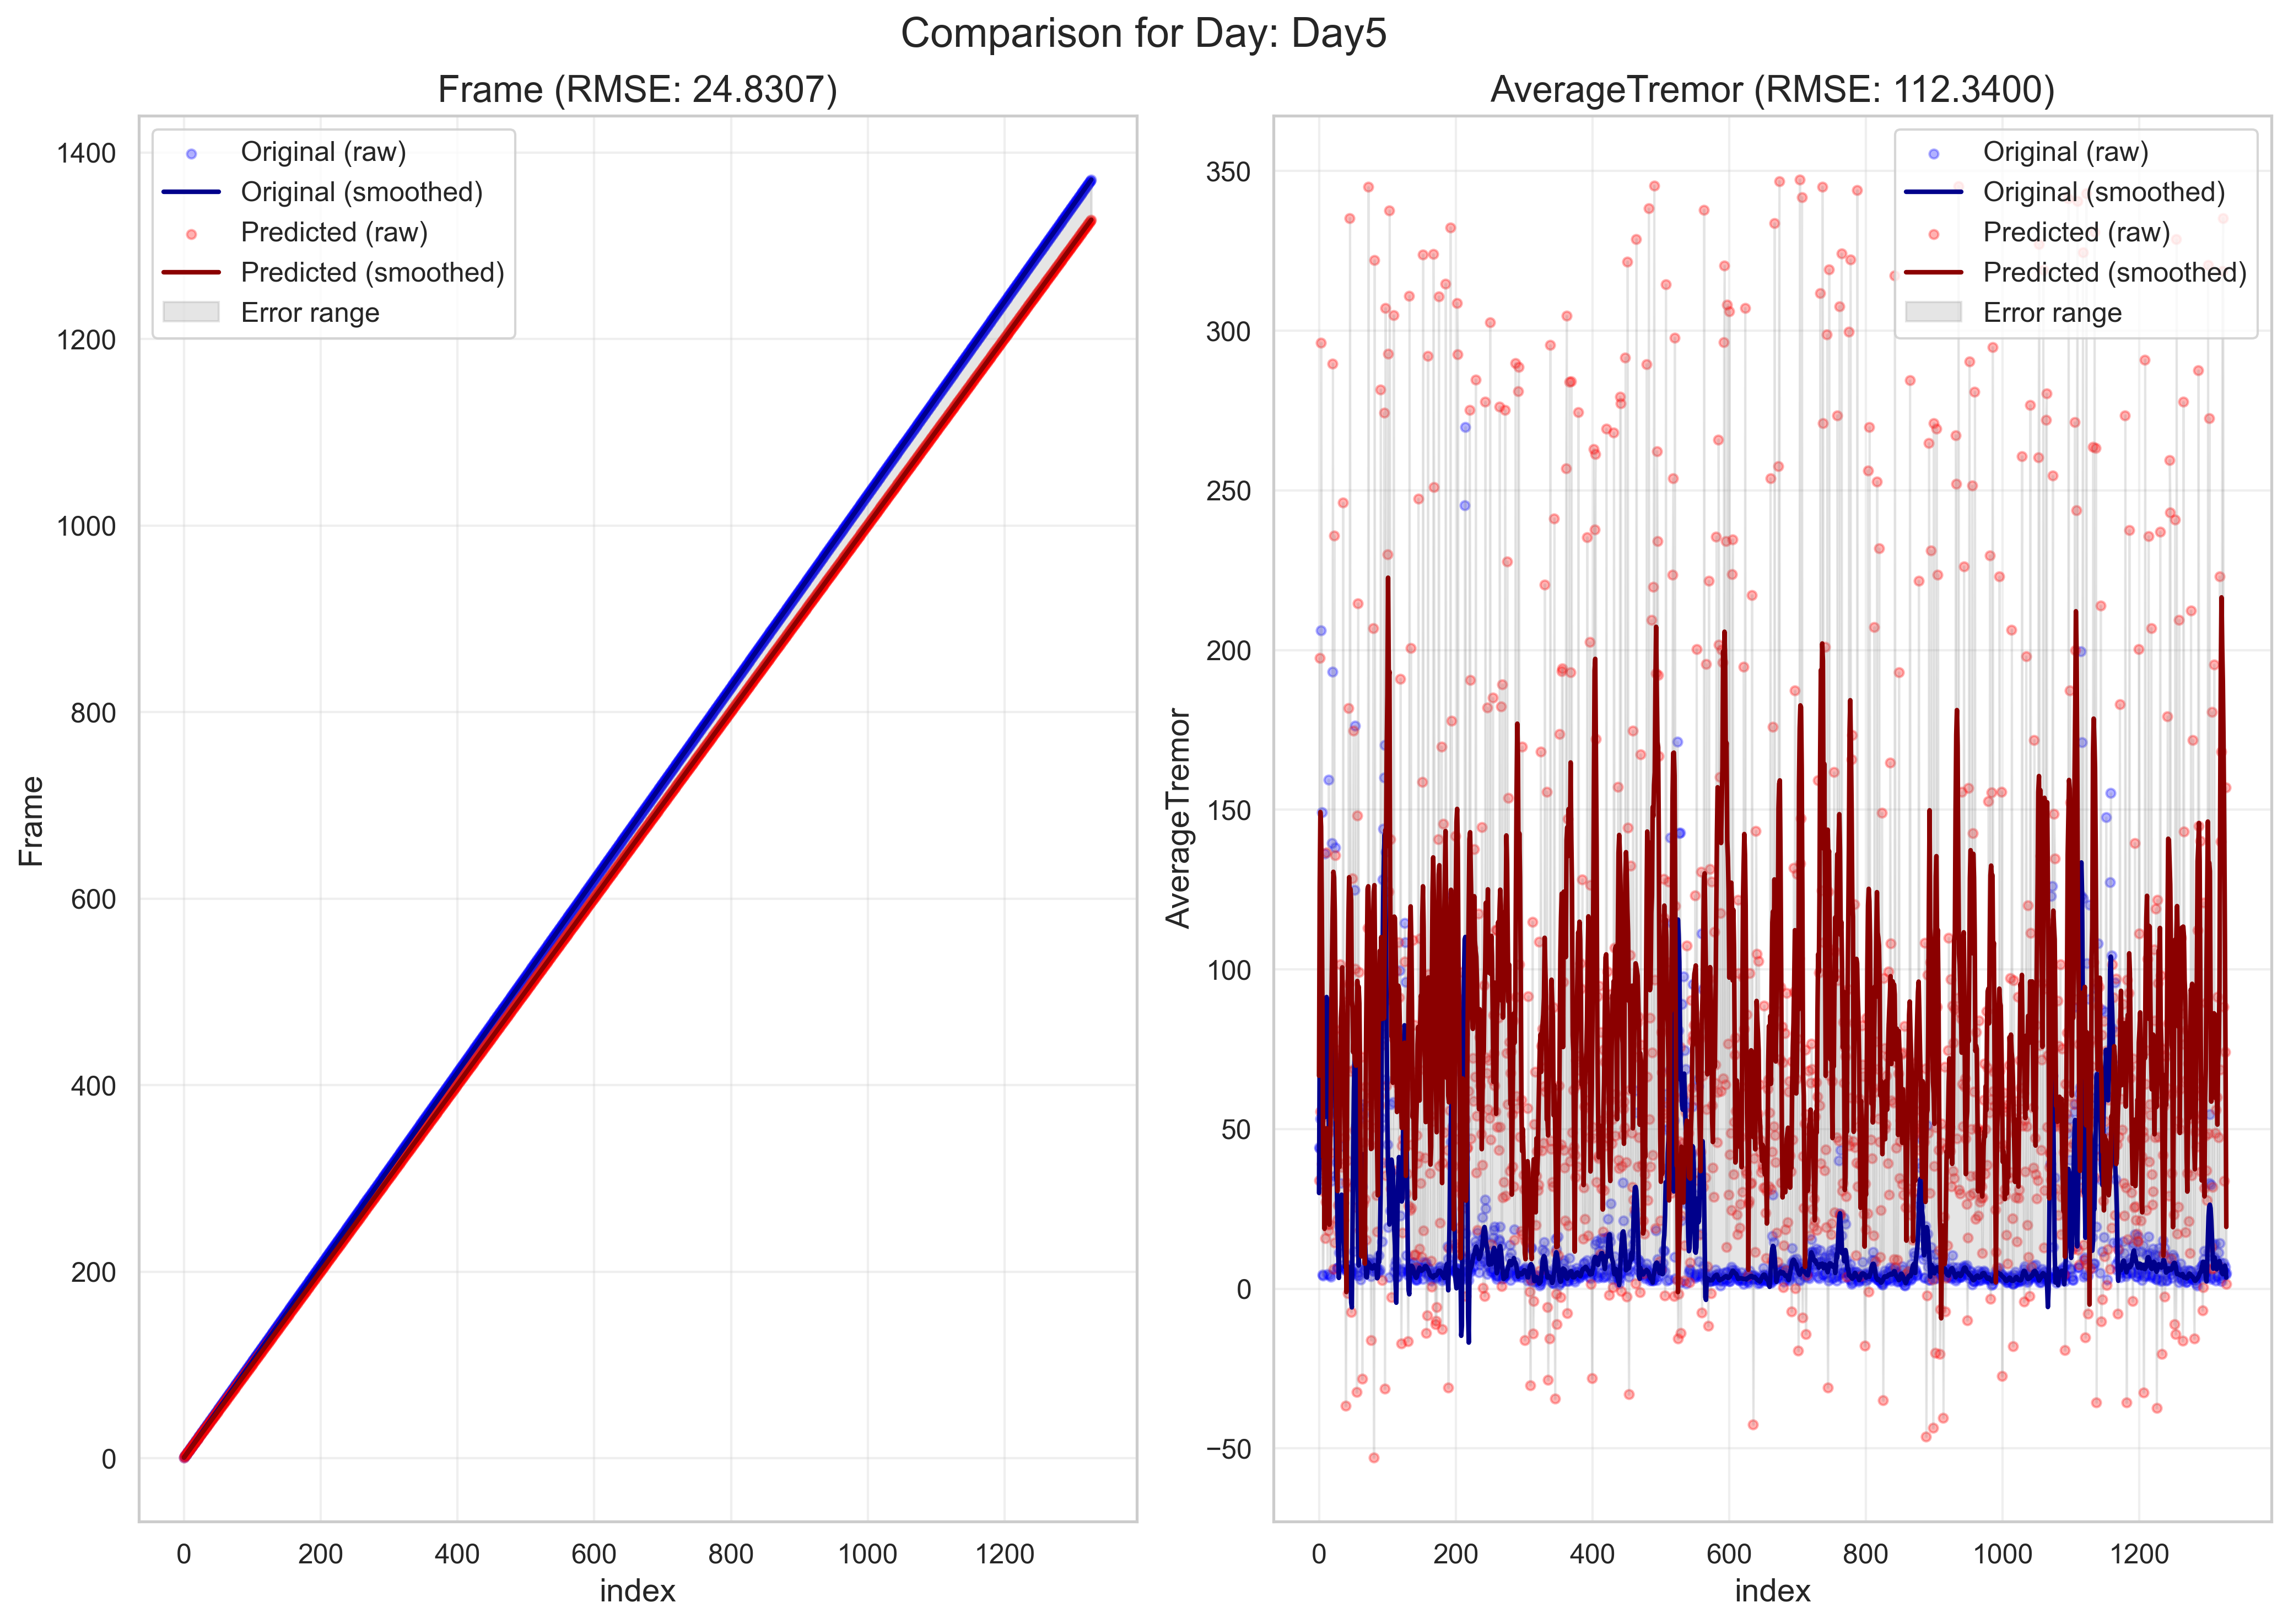 Comparison for Day: Day5
Frame (RMSE: 24.8307)
Original (raw)
Original (smoothed)
Predicted (raw)
Predicted (smoothed)
Error range
1400
1200
1000
800
600
400
200
0
Frame
0 200 400 600 800 1000 1200
index
AverageTremor (RMSE: 112.3400)
Original (raw)
Original (smoothed)
Predicted (raw)
Predicted (smoothed)
Error range
350
300
250
200
150
100
50
0
−50
AverageTremor
0 200 400 600 800 1000 1200
index